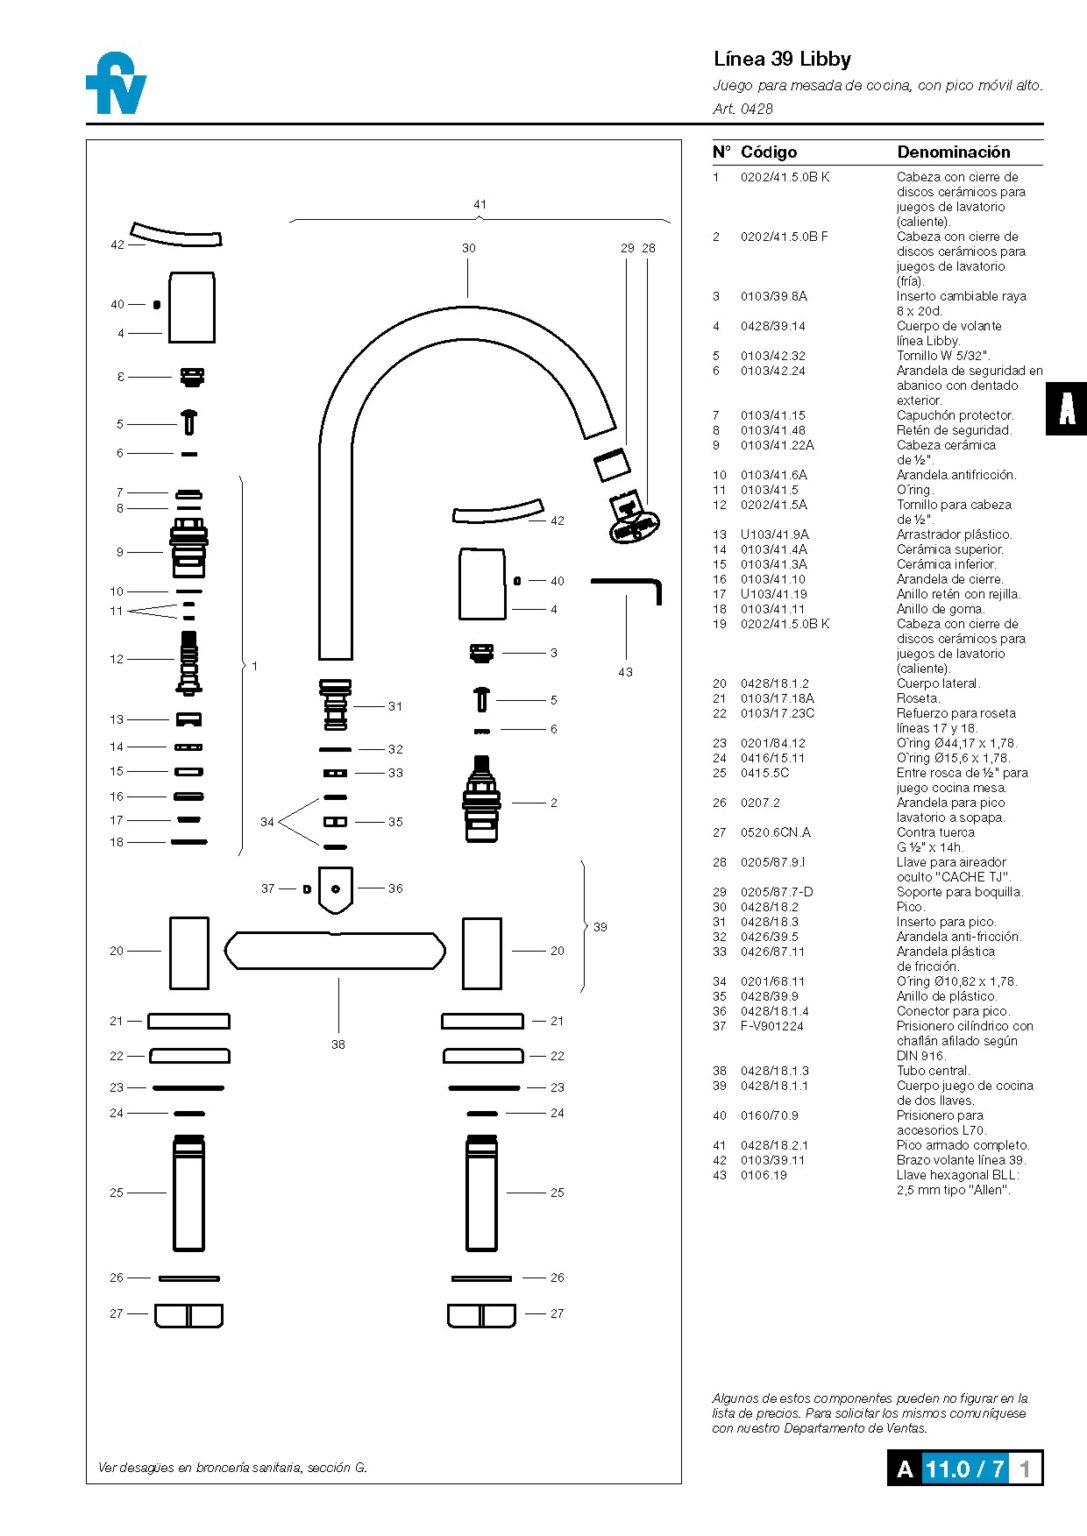 fv
Línea 39 Libby
Juego para mesada de cocina, con pico móvil alto.
Art. 0428
N° Código Denominación
1 0202/41.5.0B K Cabeza con cierre de
discos cerámicos para
juegos de lavatorio
(caliente).
2 0202/41.5.0B F Cabeza con cierre de
discos cerámicos para
juegos de lavatorio
(fría).
3 0103/39.8A Inserto cambiable raya
8 x 20d.
4 0428/39.14 Cuerpo de volante
línea Libby.
5 0103/42.32 Tornillo W 5/32".
6 0103/42.24 Arandela de seguridad en
abanico con dentado
exterior.
7 0103/41.15 Capuchón protector.
8 0103/41.48 Retén de seguridad.
9 0103/41.22A Cabeza cerámica
de ½".
10 0103/41.6A Arandela antifricción.
11 0103/41.5 O´ring.
12 0202/41.5A Tornillo para cabeza
de ½".
13 U103/41.9A Arrastrador plástico.
14 0103/41.4A Cerámica superior.
15 0103/41.3A Cerámica inferior.
16 0103/41.10 Arandela de cierre.
17 U103/41.19 Anillo retén con rejilla.
18 0103/41.11 Anillo de goma.
19 0202/41.5.0B K Cabeza con cierre de
discos cerámicos para
juegos de lavatorio
(caliente).
20 0428/18.1.2 Cuerpo lateral.
21 0103/17.18A Roseta.
22 0103/17.23C Refuerzo para roseta
líneas 17 y 18.
23 0201/84.12 O´ring Ø44,17 x 1,78.
24 0416/15.11 O´ring Ø15,6 x 1,78.
25 0415.5C Entre rosca de ½" para
juego cocina mesa.
26 0207.2 Arandela para pico
lavatorio a sopapa.
27 0520.6CN.A Contra tuerca
G ½" x 14h.
28 0205/87.9.I Llave para aireador
oculto "CACHE TJ".
29 0205/87.7-D Soporte para boquilla.
30 0428/18.2 Pico.
31 0428/18.3 Inserto para pico.
32 0426/39.5 Arandela anti-fricción.
33 0426/87.11 Arandela plástica
de fricción.
34 0201/68.11 O´ring Ø10,82 x 1,78.
35 0428/39.9 Anillo de plástico.
36 0428/18.1.4 Conector para pico.
37 F-V901224 Prisionero cilíndrico con
chaflán afilado según
DIN 916.
38 0428/18.1.3 Tubo central.
39 0428/18.1.1 Cuerpo juego de cocina
de dos llaves.
40 0160/70.9 Prisionero para
accesorios L70.
41 0428/18.2.1 Pico armado completo.
42 0103/39.11 Brazo volante línea 39.
43 0106.19 Llave hexagonal BLL:
2,5 mm tipo "Allen".
A
41
30 29 28
42
40
4
3
5
6
7
8
9
10
11
12
13
14
15
16
17
18
1
42
40
4
43
3
5
6
2
31
32
33
34 35
37 36
39
20 20
38
21 21
22 22
23 23
24 24
25 25
26 26
27 27
Ver desagües en broncería sanitaria, sección G.
Algunos de estos componentes pueden no figurar en la
lista de precios. Para solicitar los mismos comuníquese
con nuestro Departamento de Ventas.
A 11.0 / 7 1